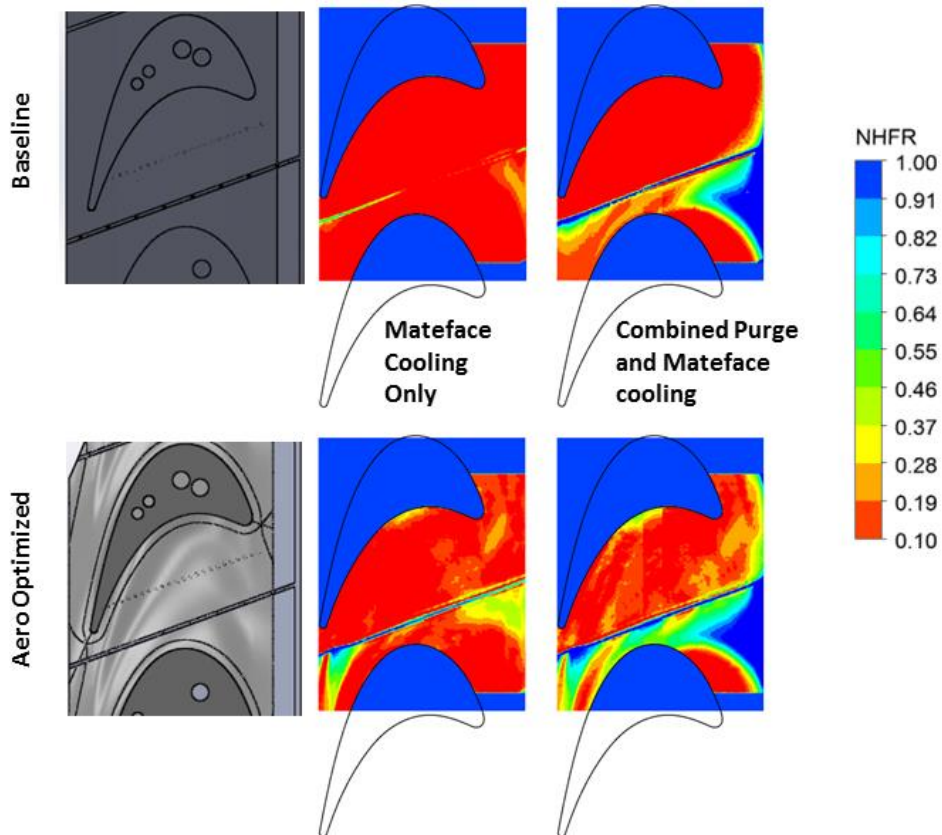 Baseline
Mateface
Cooling
Only
Combined Purge
and Mateface
cooling
NHFR
1.00
0.91
0.82
0.73
0.64
0.55
0.46
0.37
0.28
0.19
0.10
Aero Optimized